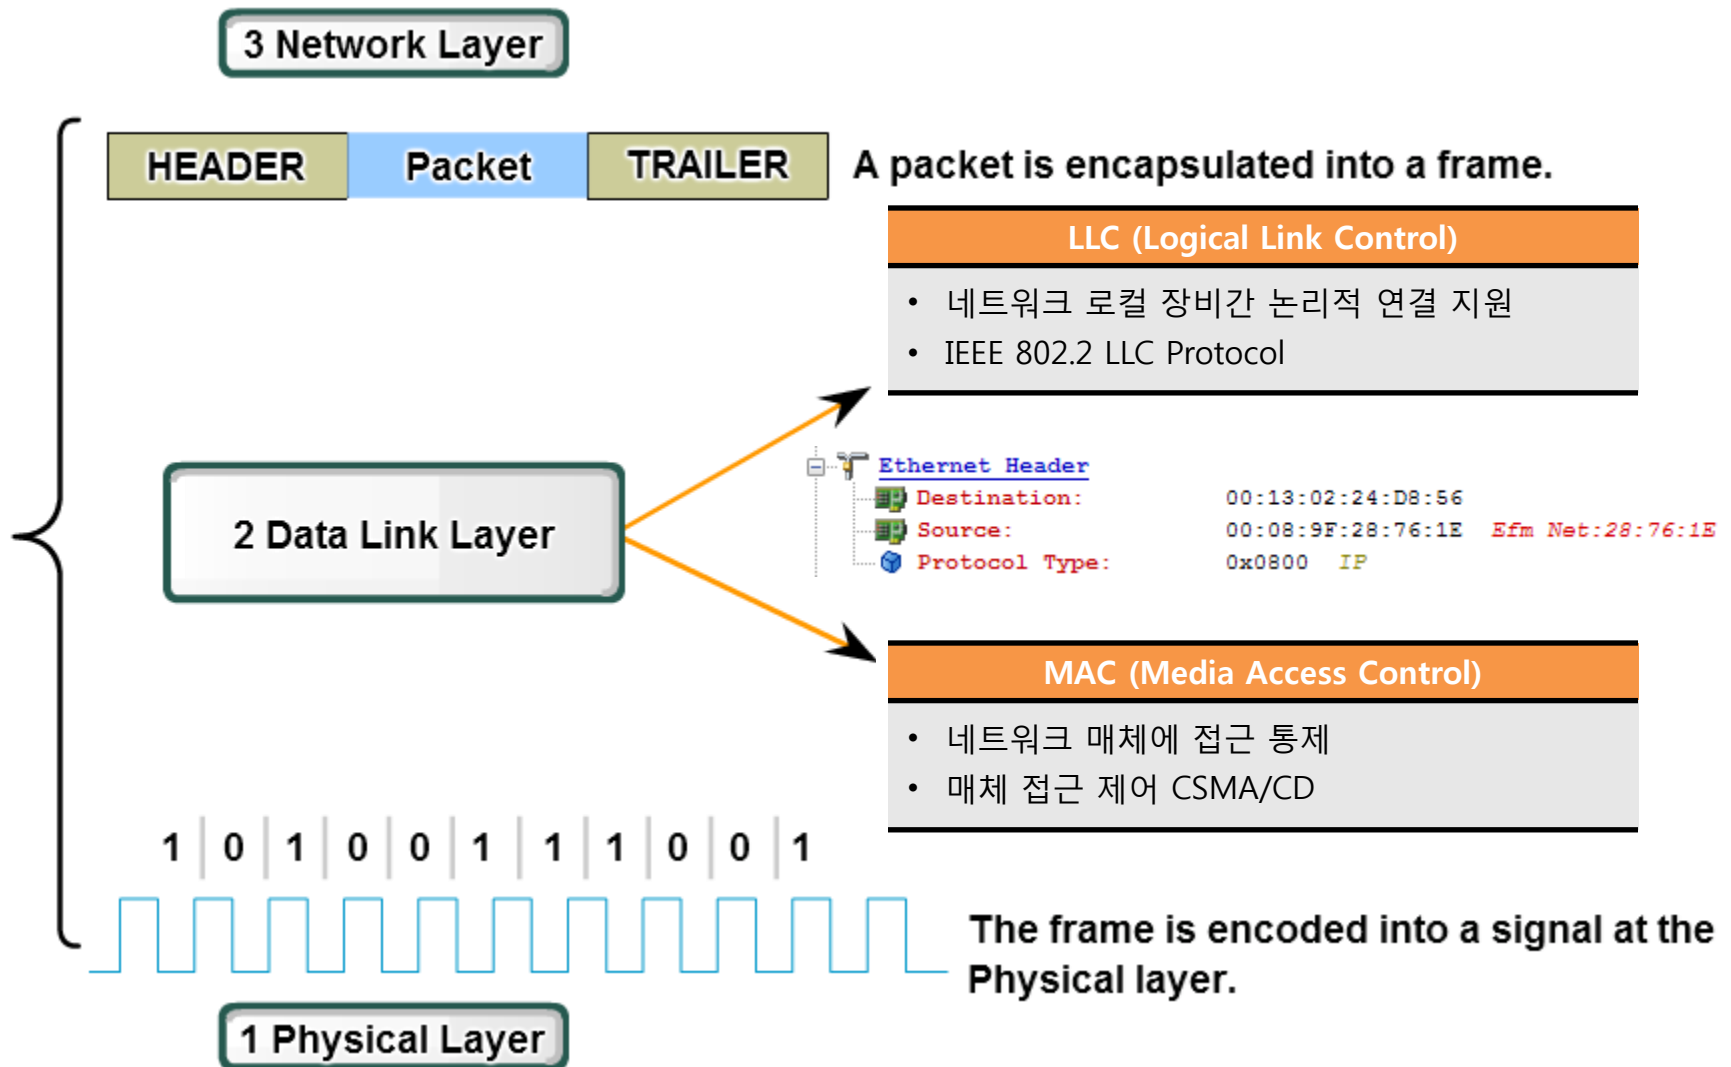 3 Network Layer
HEADER Packet TRAILER
A packet is encapsulated into a frame.
LLC (Logical Link Control)
• 네트워크 로컬 장비간 논리적 연결 지원
• IEEE 802.2 LLC Protocol
2 Data Link Layer
Ethernet Header
Destination: 00:13:02:24:D8:56
Source: 00:08:9F:28:76:1E Efm Net:28:76:1E
Protocol Type: 0x0800 IP
MAC (Media Access Control)
• 네트워크 매체에 접근 통제
• 매체 접근 제어 CSMA/CD
1 0 1 0 0 1 1 1 0 0 1
The frame is encoded into a signal at the
Physical layer.
1 Physical Layer